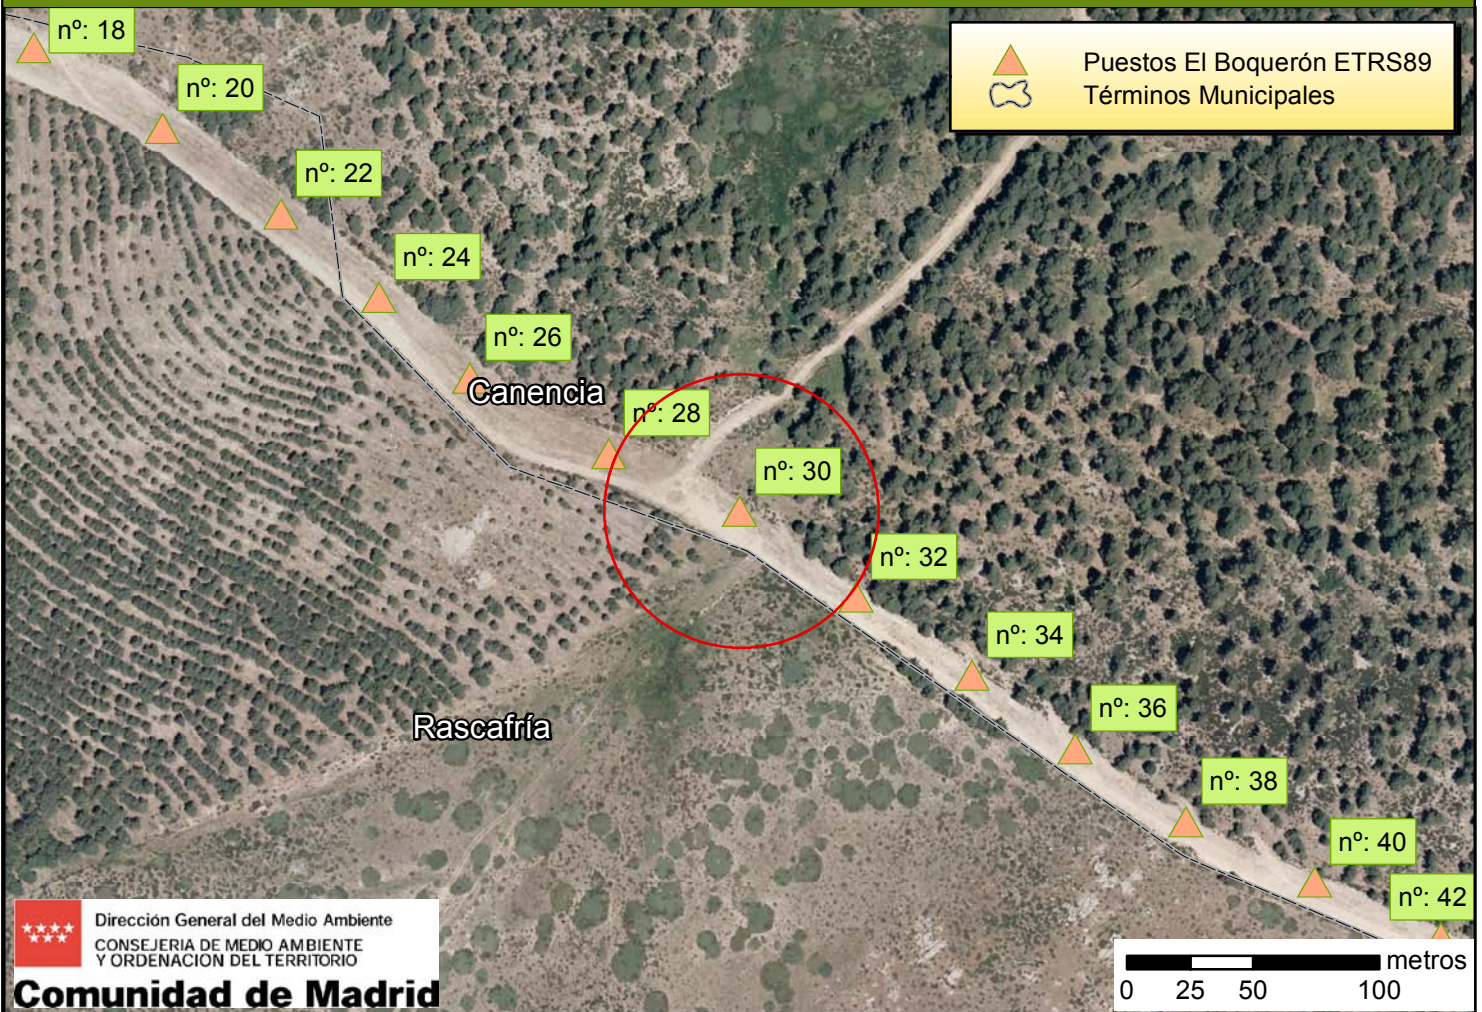 nº: 18
Puestos El Boquerón ETRS89
Términos Municipales
nº: 20
nº: 22
nº: 24
nº: 26
Canencia
nº: 28
nº: 30
nº: 32
nº: 34
Rascafría
nº: 36
nº: 38
nº: 40
nº: 42
Dirección General del Medio Ambiente
CONSEJERIA DE MEDIO AMBIENTE
Y ORDENACION DEL TERRITORIO
Comunidad de Madrid
metros
0 25 50 100